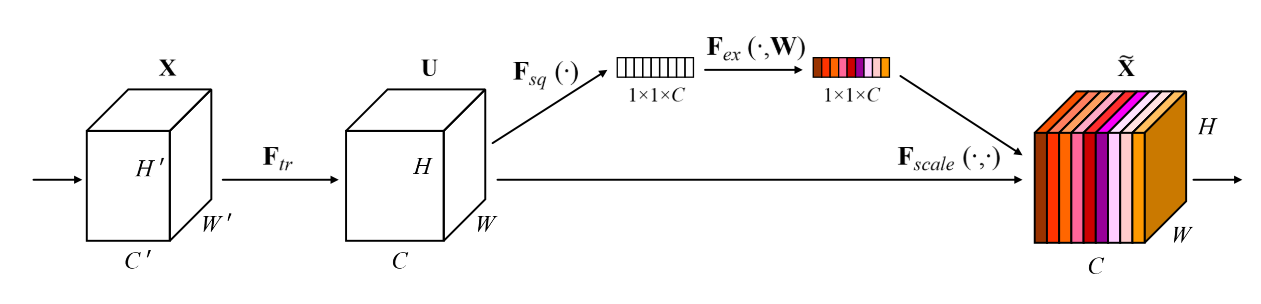 X
H′
W′
C′
F_tr
U
H
W
C
F_sq (·)
1×1×C
F_ex (·,W)
1×1×C
F_scale (·,·)
X̃
H
W
C